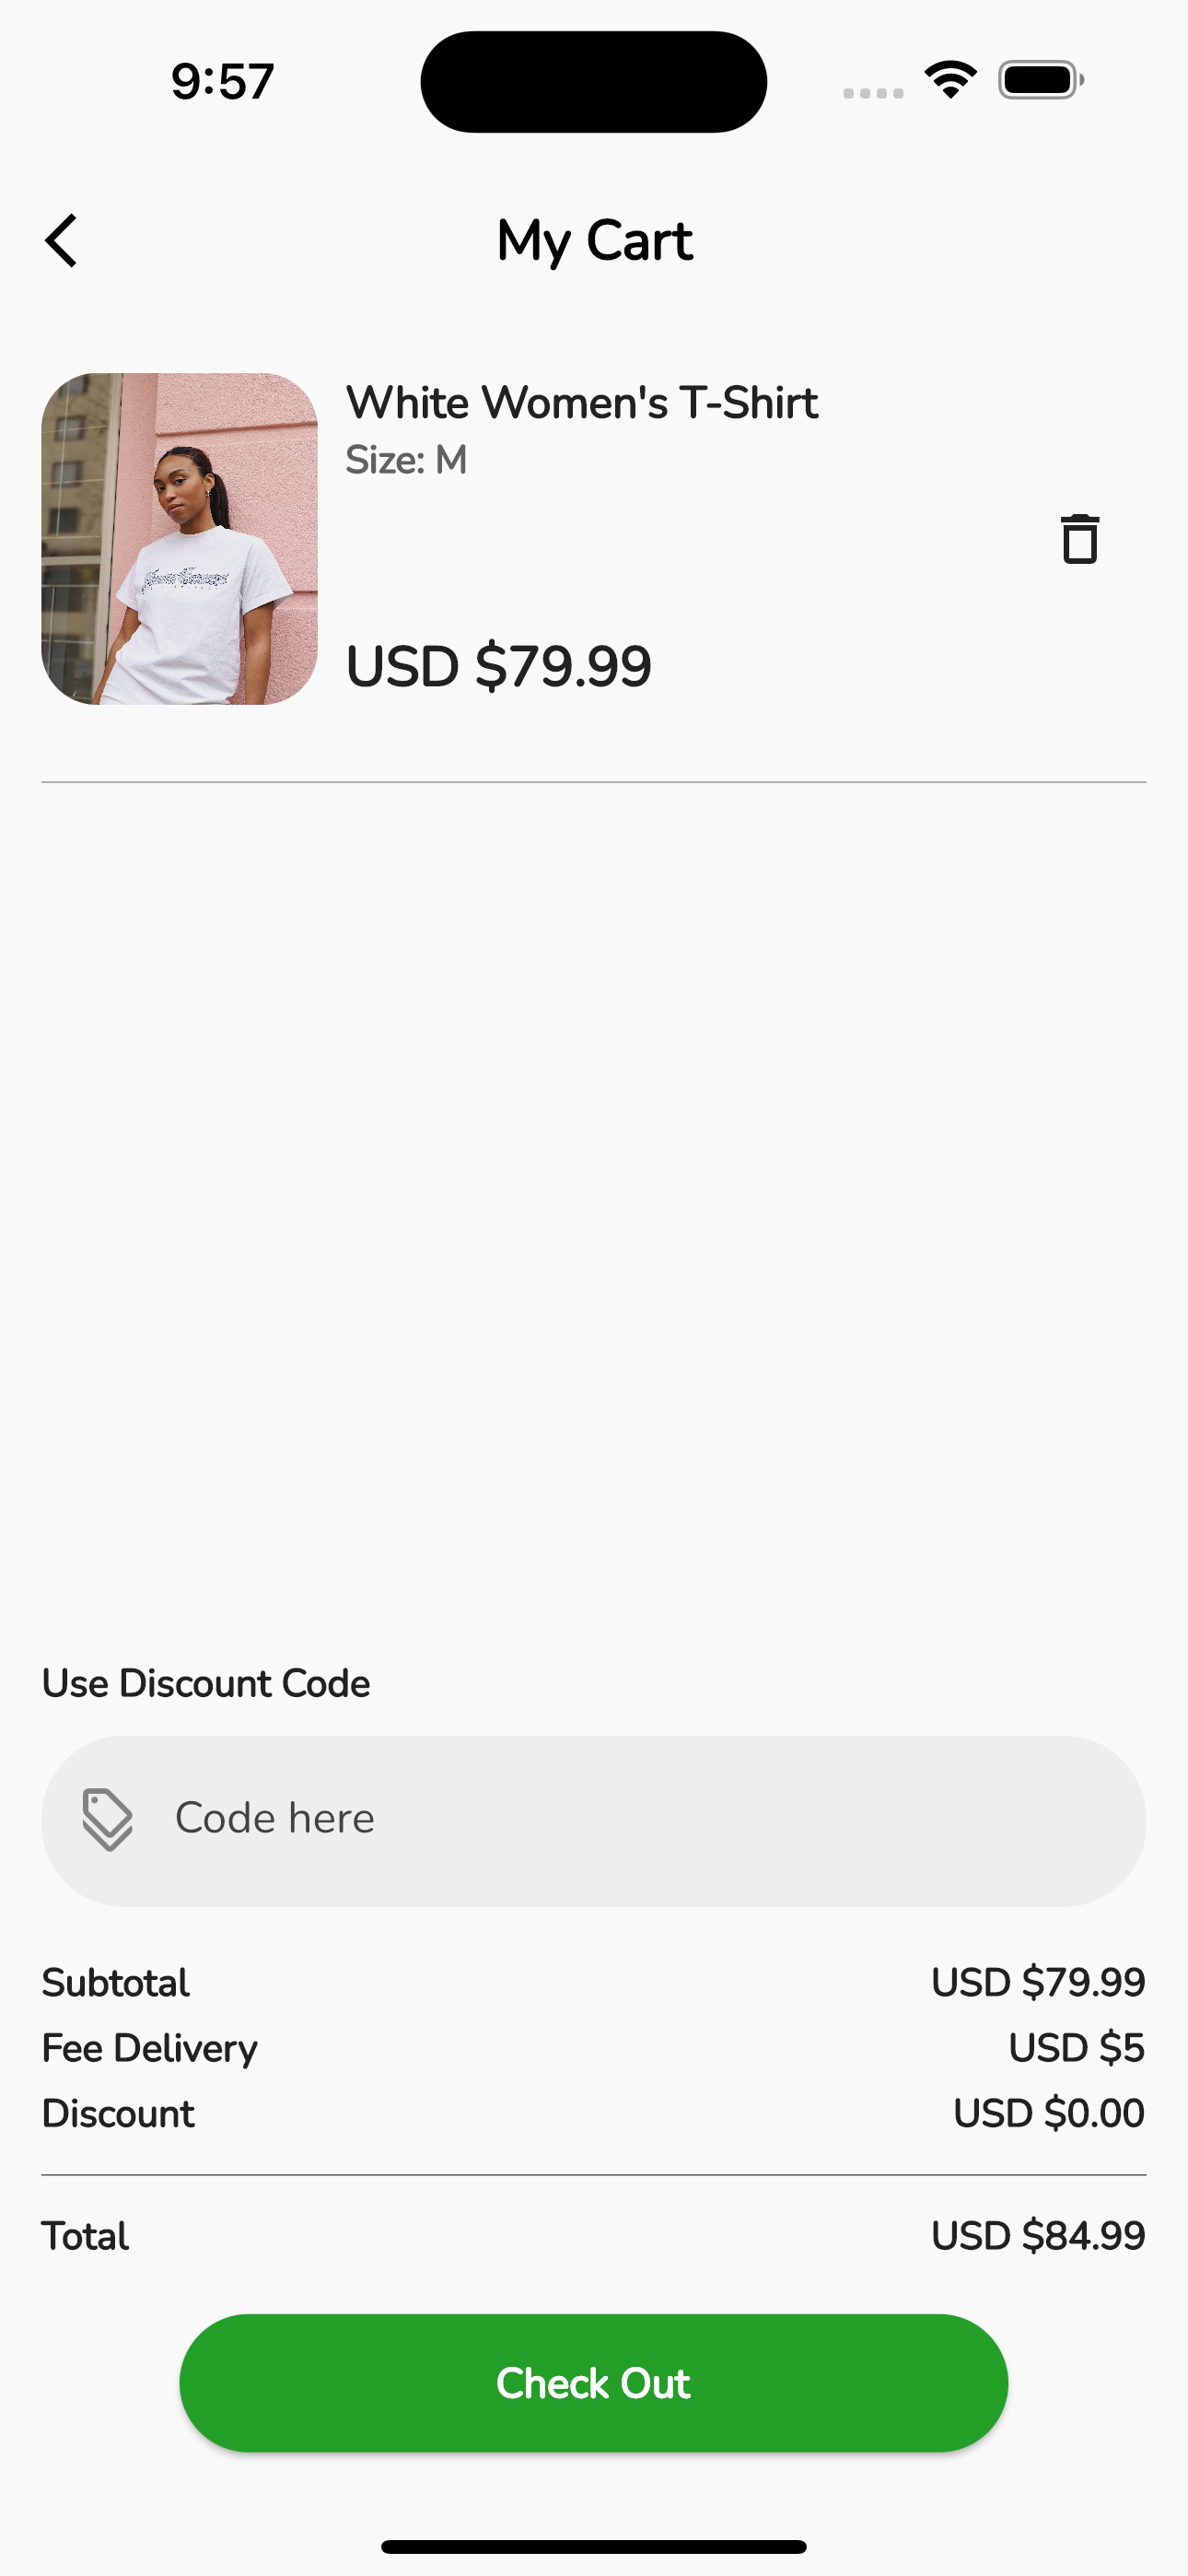 9:57
My Cart
White Women's T-Shirt
Size: M
USD $79.99
Use Discount Code
Code here
Subtotal USD $79.99
Fee Delivery USD $5
Discount USD $0.00
Total USD $84.99
Check Out